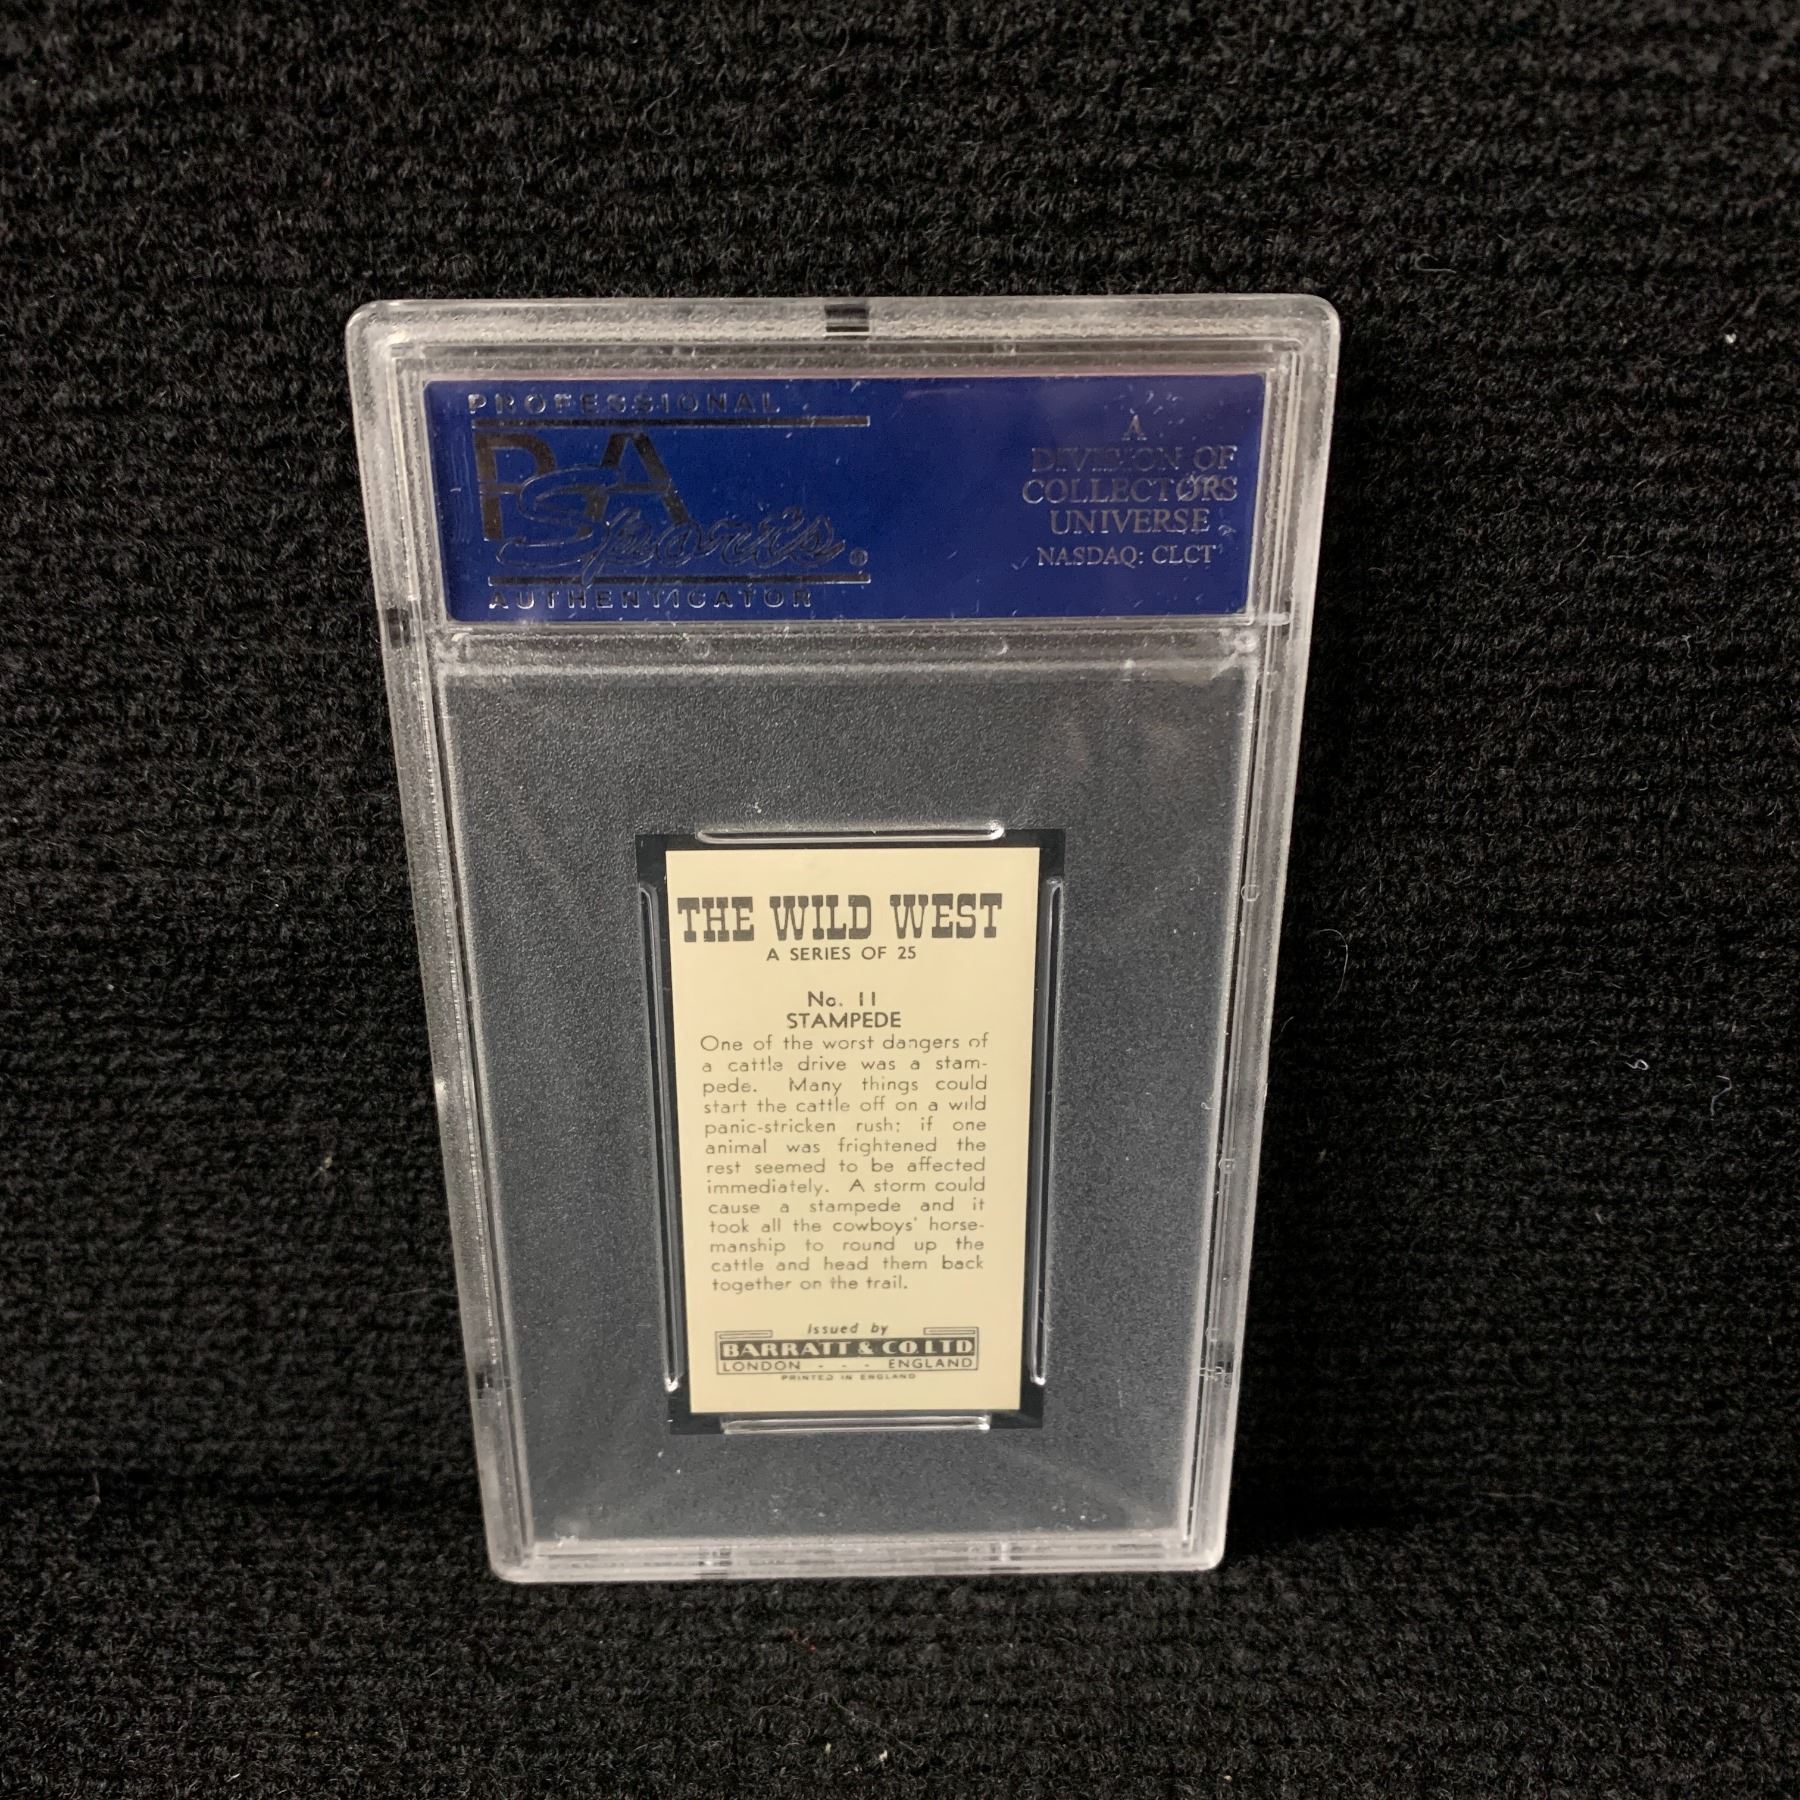 PROFESSIONAL
PSA
Sports®
AUTHENTICATOR
A
DIVISION OF
COLLECTORS
UNIVERSE
NASDAQ: CLCT
THE WILD WEST
A SERIES OF 25
No. 11
STAMPEDE
One of the worst dangers of
a cattle drive was a stam-
pede. Many things could
start the cattle off on a wild
panic-stricken rush; if one
animal was frightened the
rest seemed to be affected
immediately. A storm could
cause a stampede and it
took all the cowboys' horse-
manship to round up the
cattle and head them back
together on the trail.
Issued by
BARRATT & CO. LTD
LONDON - - - ENGLAND
PRINTED IN ENGLAND